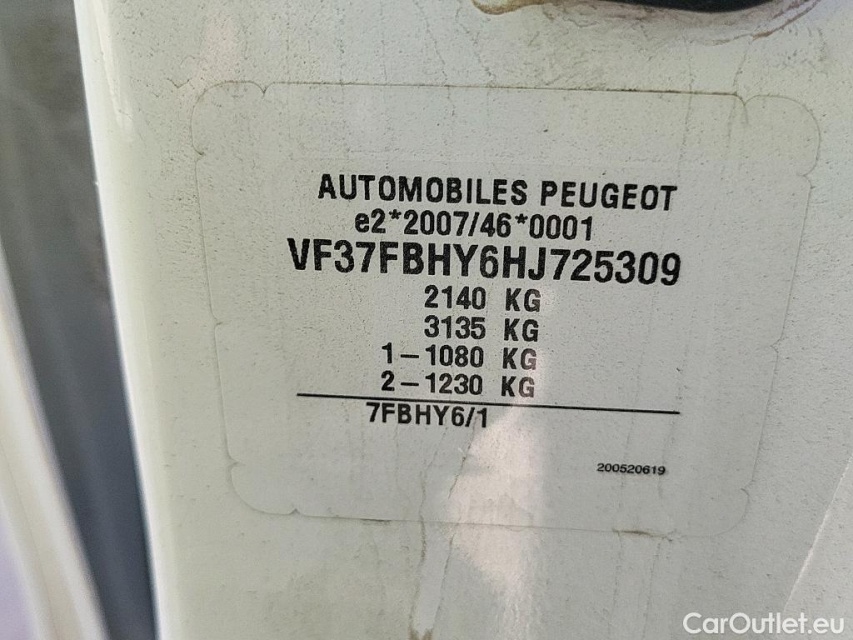 AUTOMOBILES PEUGEOT
e2*2007/46*0001
VF37FBHY6HJ725309
2140 KG
3135 KG
1-1080 KG
2-1230 KG
7FBHY6/1
200520619
CarOutlet.eu